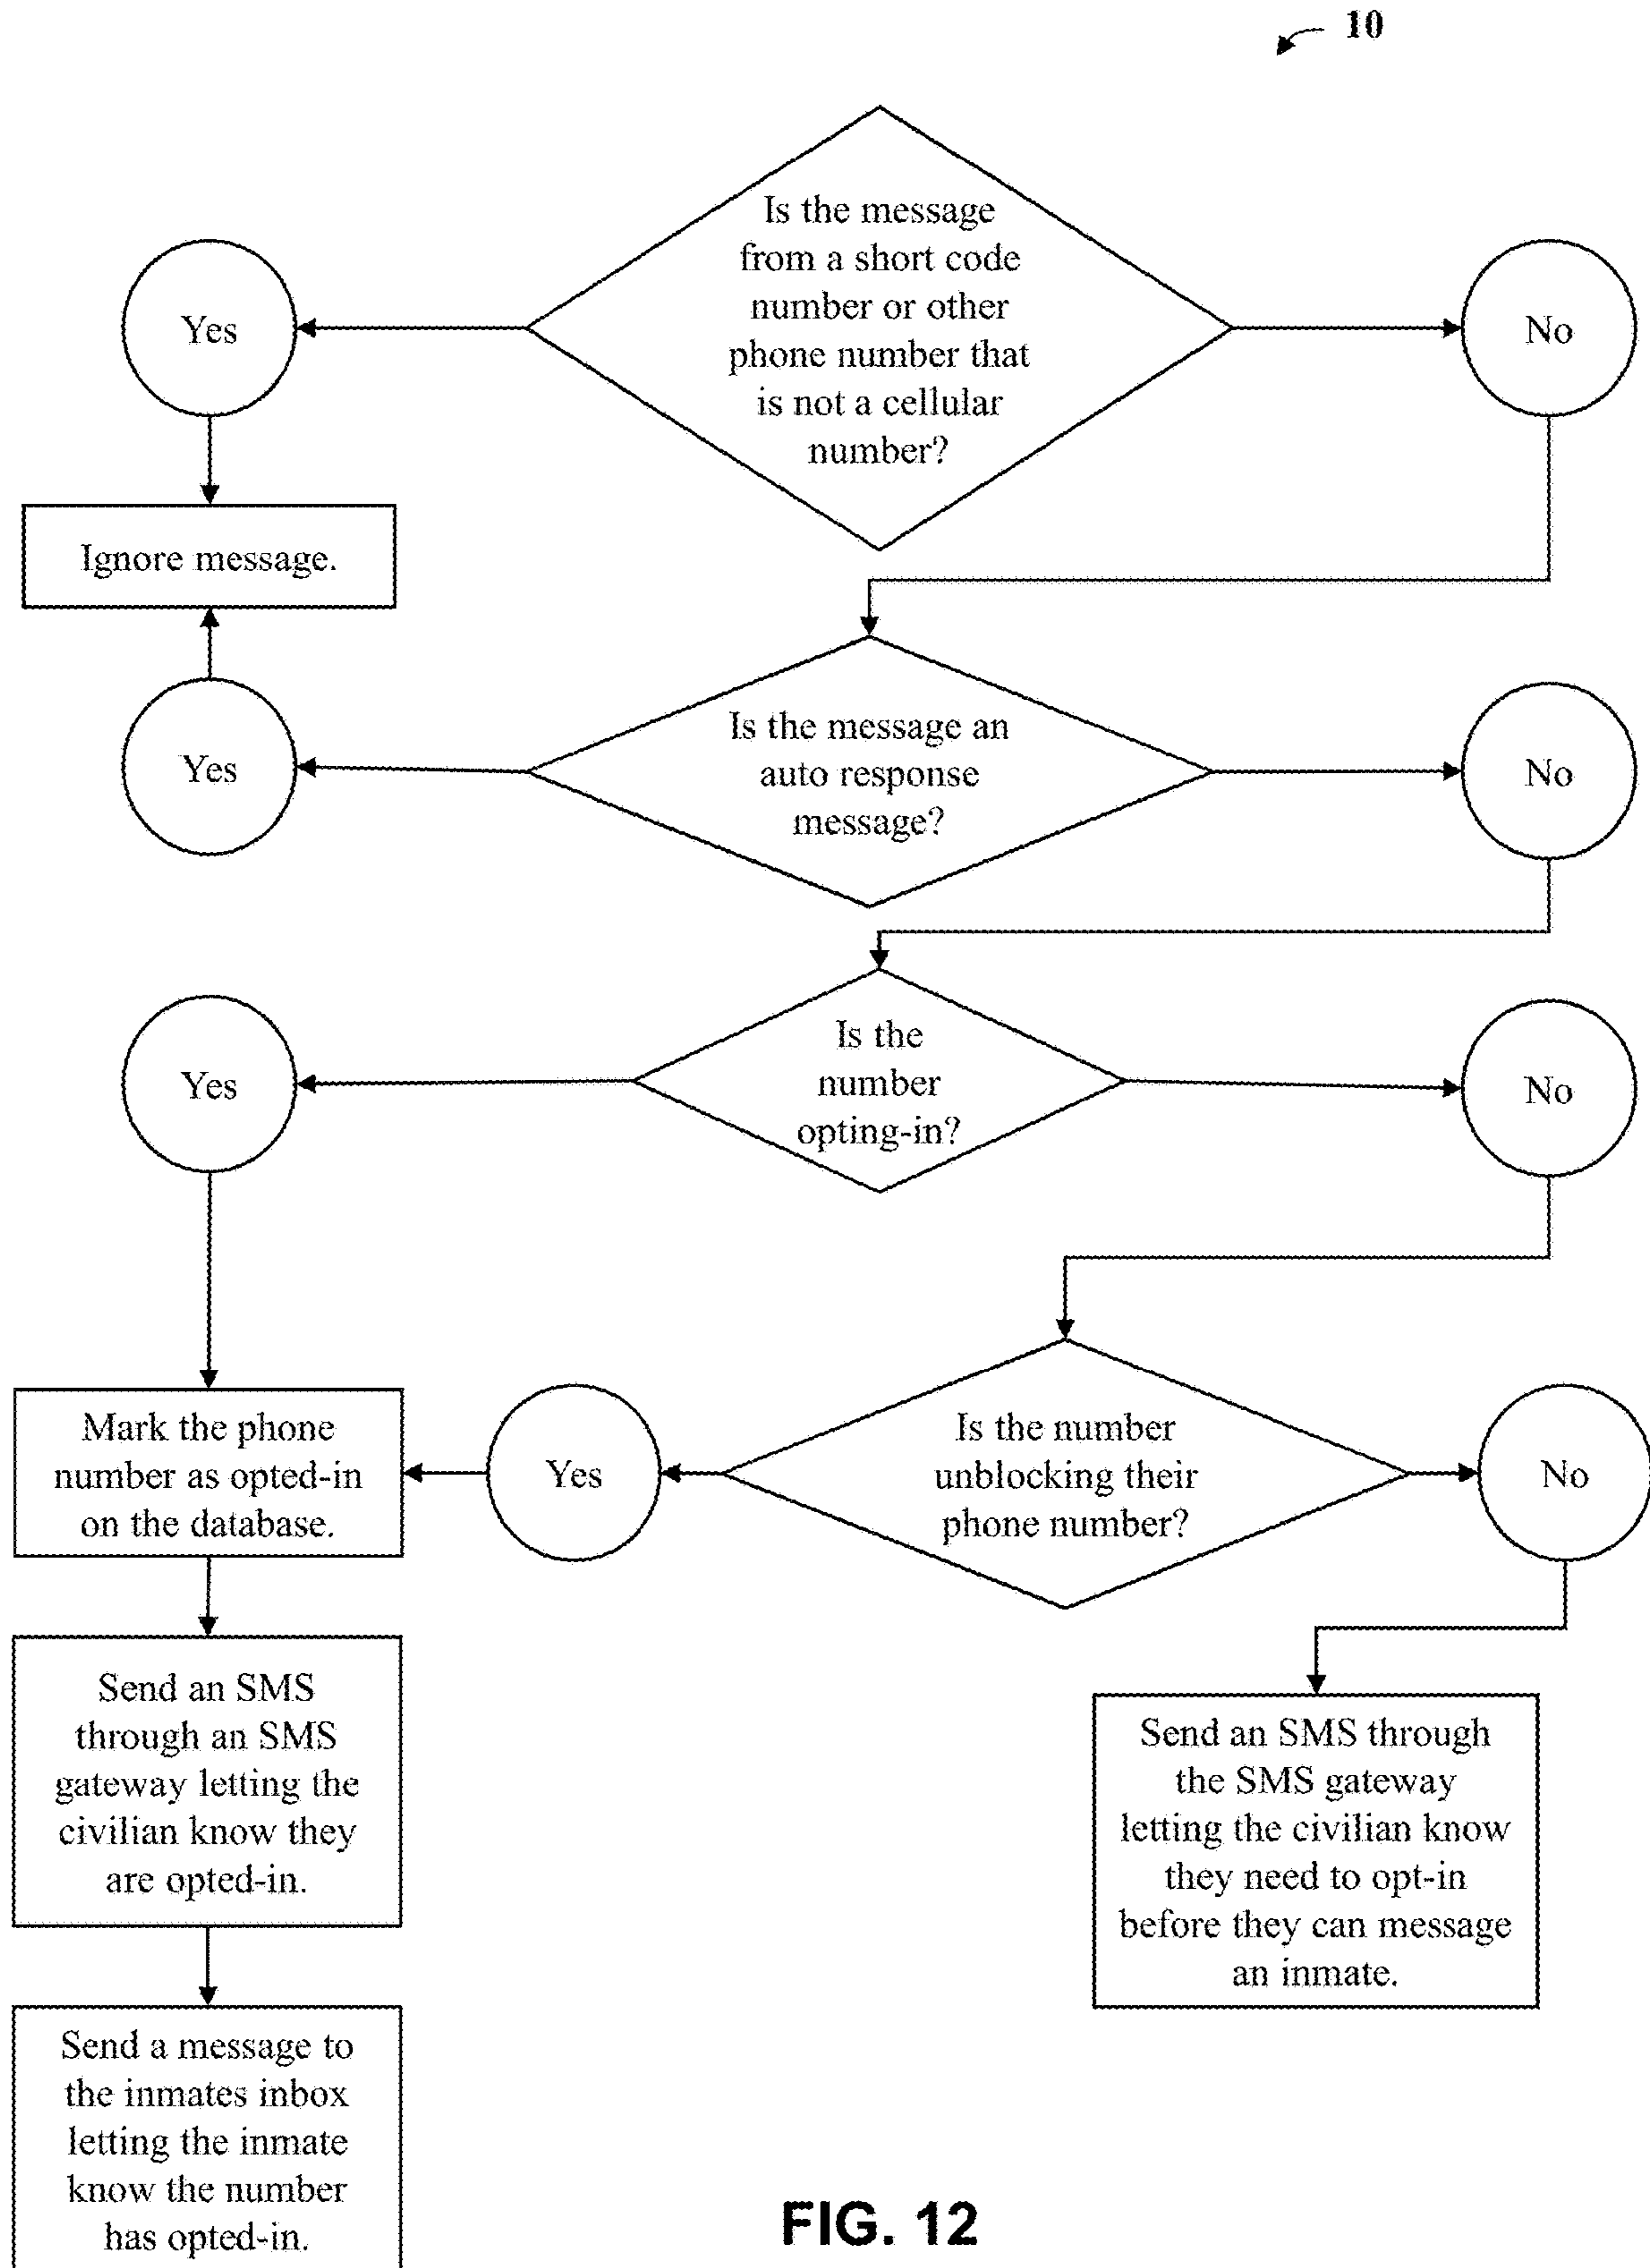 10
Is the message
from a short code
number or other
phone number that
is not a cellular
number?
Yes
No
Ignore message.
Is the message an
auto response
message?
Yes
No
Is the
number
opting-in?
Yes
No
Mark the phone
number as opted-in
on the database.
Yes
Is the number
unblocking their
phone number?
No
Send an SMS
through an SMS
gateway letting the
civilian know they
are opted-in.
Send an SMS through
the SMS gateway
letting the civilian know
they need to opt-in
before they can message
an inmate.
Send a message to
the inmates inbox
letting the inmate
know the number
has opted-in.
FIG. 12